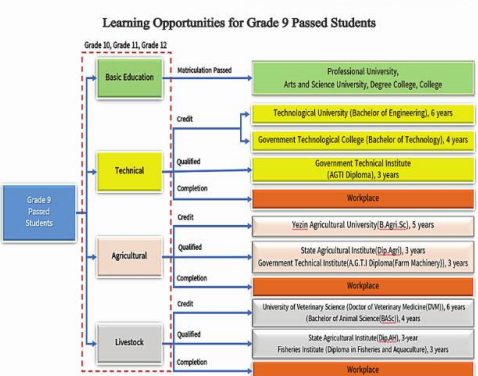 Learning Opportunities for Grade 9 Passed Students
Grade 10, Grade 11, Grade 12
Grade 9
Passed
Students
Basic Education
Matriculation Passed
Professional University,
Arts and Science University, Degree College, College
Technical
Credit
Technological University (Bachelor of Engineering), 6 years
Government Technological College (Bachelor of Technology), 4 years
Qualified
Government Technical Institute
(AGTI Diploma), 3 years
Completion
Workplace
Agricultural
Credit
Yezin Agricultural University(B.Agri.Sc), 5 years
Qualified
State Agricultural Institute(Dip.Agri), 3 years
Government Technical Institute(A.G.T.I Diploma(Farm Machinery)), 3 years
Completion
Workplace
Livestock
Credit
University of Veterinary Science (Doctor of Veterinary Medicine(DVM)), 6 years
(Bachelor of Animal Science(BASc)), 4 years
Qualified
State Agricultural Institute(Dip.AH), 3-year
Fisheries Institute (Diploma in Fisheries and Aquaculture), 3 years
Completion
Workplace